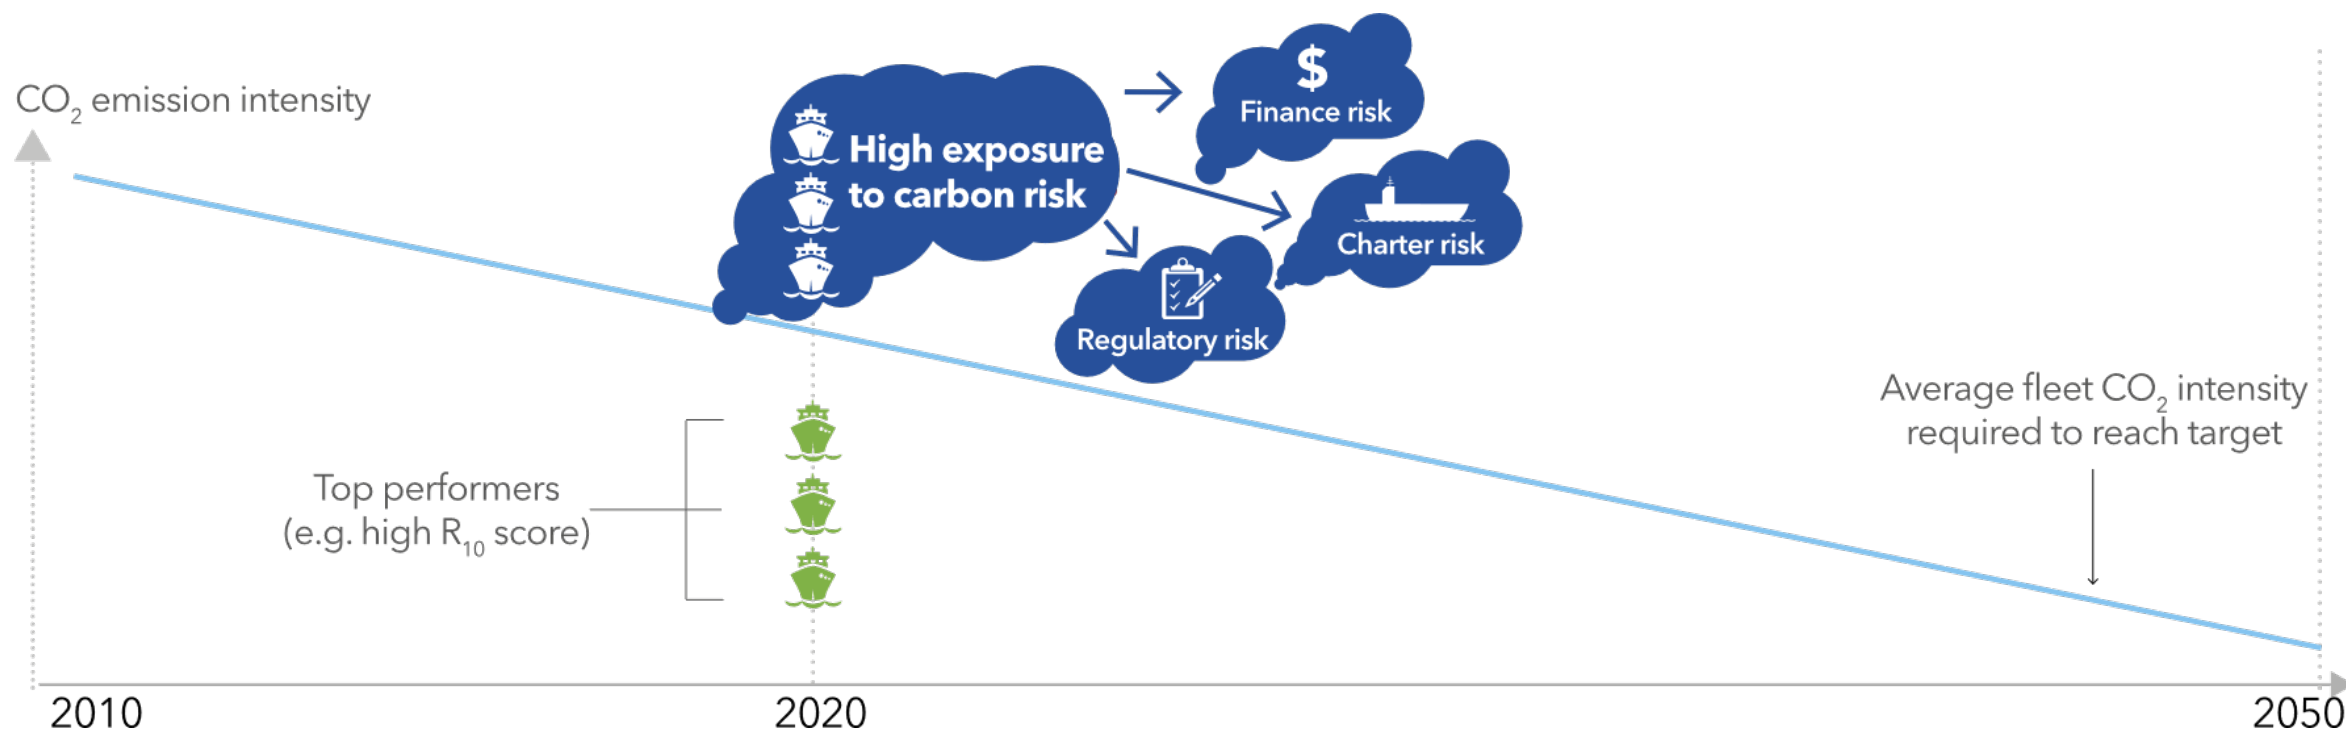 CO₂ emission intensity
High exposure
to carbon risk
$
Finance risk
Charter risk
Regulatory risk
Average fleet CO₂ intensity
required to reach target
Top performers
(e.g. high R₁₀ score)
2010
2020
2050